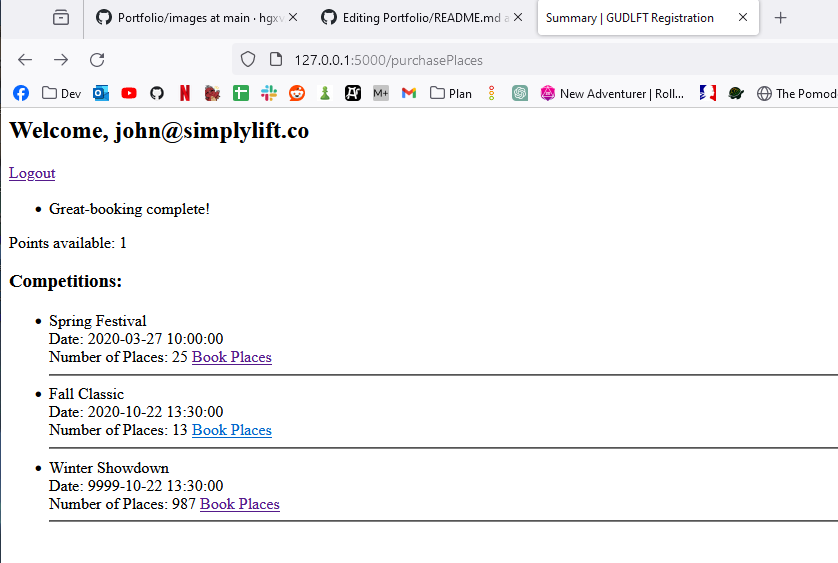 Portfolio/images at main · hgxv
Editing Portfolio/README.md a
Summary | GUDLFT Registration
127.0.0.1:5000/purchasePlaces
Dev
M+
Plan
New Adventurer | Roll...
The Pomod
Welcome, john@simplylift.co
Logout
• Great-booking complete!
Points available: 1
Competitions:
• Spring Festival
Date: 2020-03-27 10:00:00
Number of Places: 25 Book Places
• Fall Classic
Date: 2020-10-22 13:30:00
Number of Places: 13 Book Places
• Winter Showdown
Date: 9999-10-22 13:30:00
Number of Places: 987 Book Places